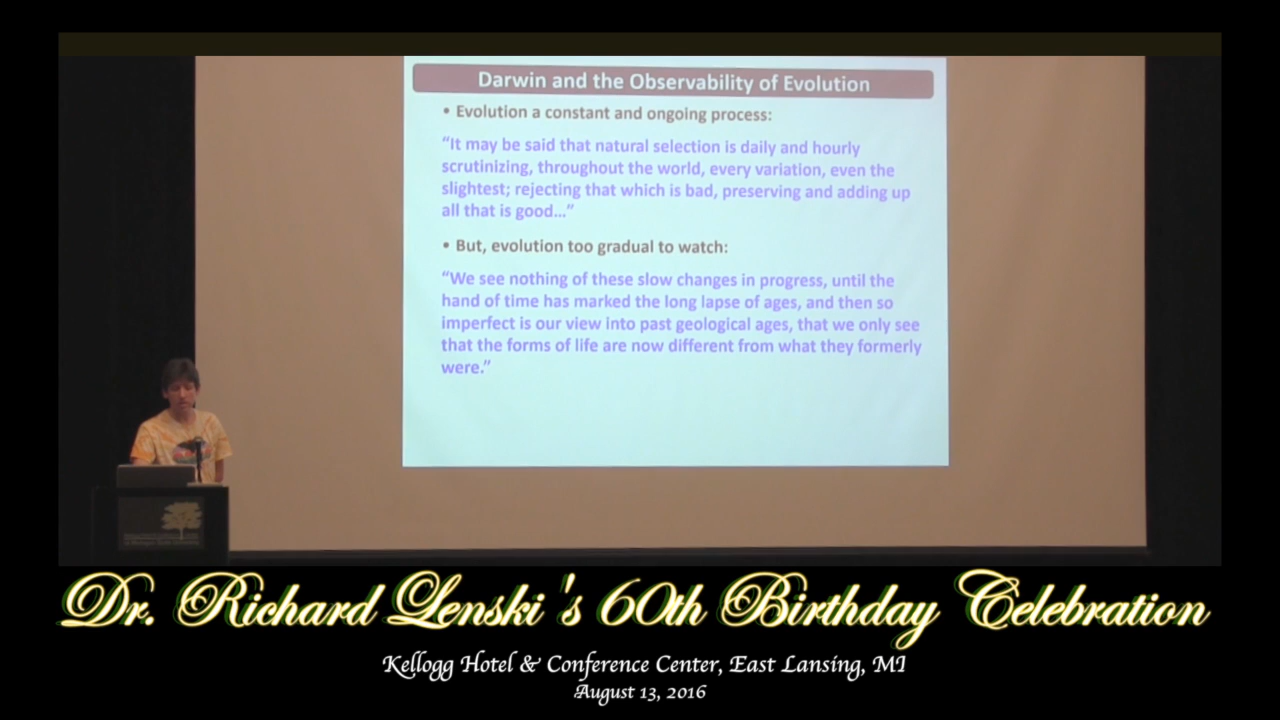 Darwin and the Observability of Evolution
• Evolution a constant and ongoing process:
“It may be said that natural selection is daily and hourly
scrutinizing, throughout the world, every variation, even the
slightest; rejecting that which is bad, preserving and adding up
all that is good...”
• But, evolution too gradual to watch:
“We see nothing of these slow changes in progress, until the
hand of time has marked the long lapse of ages, and then so
imperfect is our view into past geological ages, that we only see
that the forms of life are now different from what they formerly
were.”
Dr. Richard Lenski's 60th Birthday Celebration
Kellogg Hotel & Conference Center, East Lansing, MI
August 13, 2016